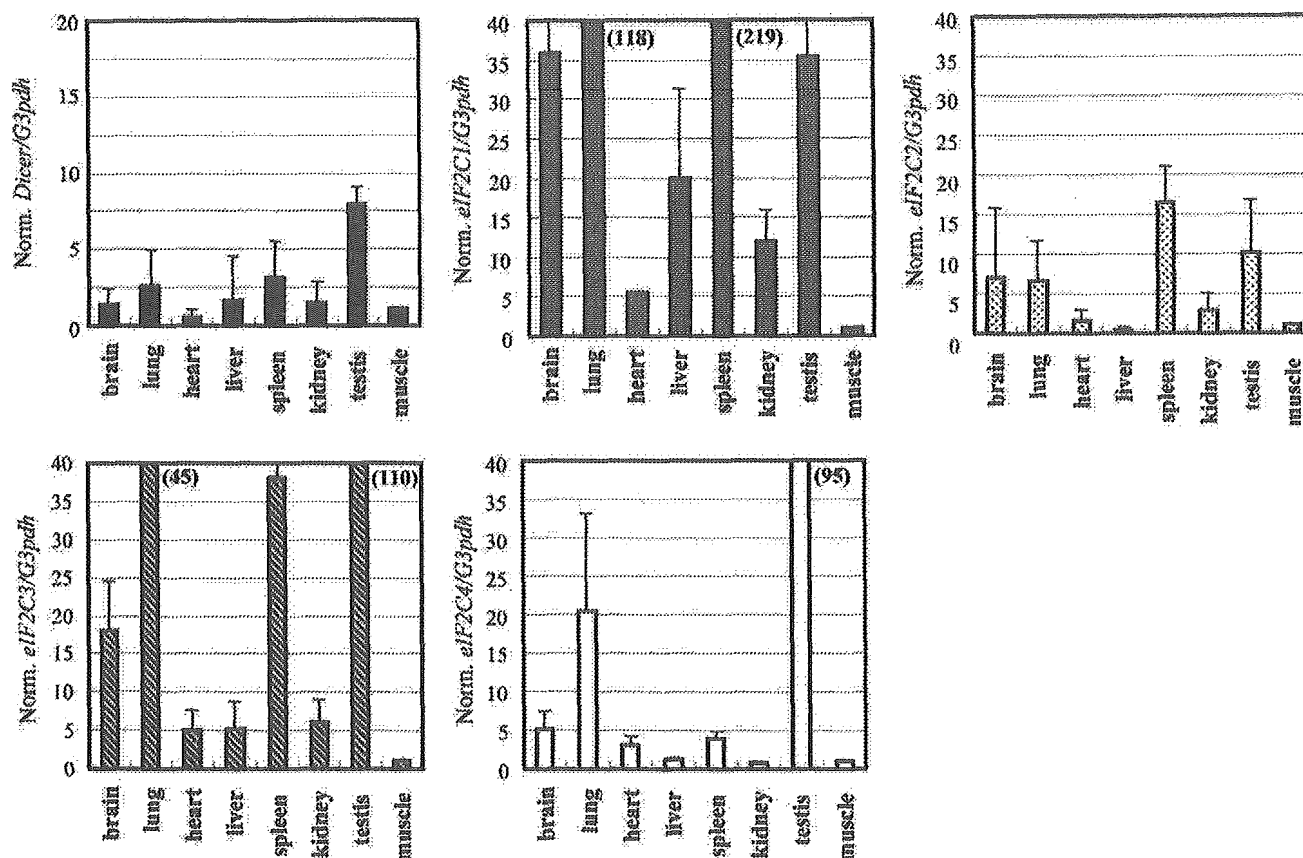 Norm. Dicer/G3pdh
20
15
10
5
0
brain
lung
heart
liver
spleen
kidney
testis
muscle
Norm. eIF2C1/G3pdh
40
35
30
25
20
15
10
5
0
(118)
(219)
brain
lung
heart
liver
spleen
kidney
testis
muscle
Norm. eIF2C2/G3pdh
40
35
30
25
20
15
10
5
0
brain
lung
heart
liver
spleen
kidney
testis
muscle
Norm. eIF2C3/G3pdh
40
35
30
25
20
15
10
5
0
(45)
(110)
brain
lung
heart
liver
spleen
kidney
testis
muscle
Norm. eIF2C4/G3pdh
40
35
30
25
20
15
10
5
0
(95)
brain
lung
heart
liver
spleen
kidney
testis
muscle